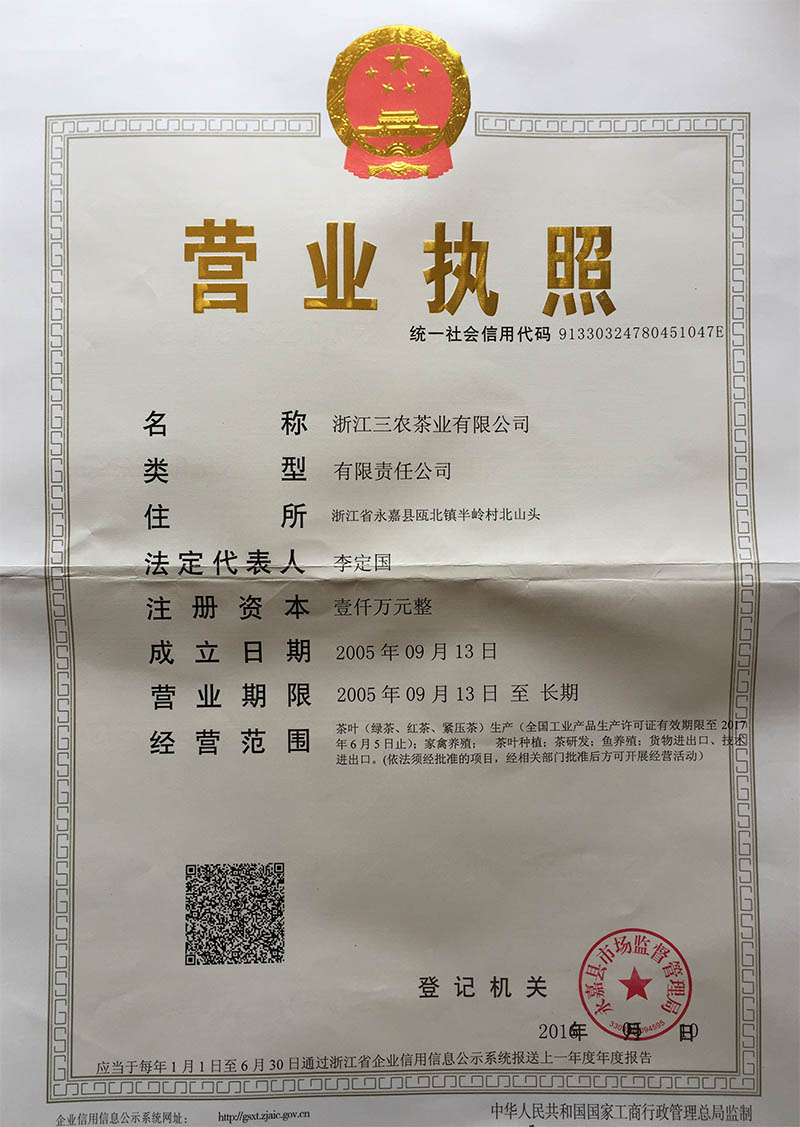 营业执照
统一社会信用代码 91330324780451047E
名称 浙江三农茶业有限公司
类型 有限责任公司
住所 浙江省永嘉县瓯北镇半岭村北山头
法定代表人 李定国
注册资本 壹仟万元整
成立日期 2005年09月13日
营业期限 2005年09月13日至长期
经营范围 茶叶（绿茶、红茶、紧压茶）生产（全国工业产品生产许可证有效期限至2017
年6月5日止）；家禽养殖； 茶叶种植；茶研发；鱼养殖；货物进出口、技术
进出口。(依法须经批准的项目，经相关部门批准后方可开展经营活动）
登记机关
永嘉县市场监督管理局
2016年 月10日
应当于每年1月1日至6月30日通过浙江省企业信用信息公示系统报送上一年度年度报告
企业信用信息公示系统网址： http://gsxt.zjaic.gov.cn
中华人民共和国国家工商行政管理总局监制